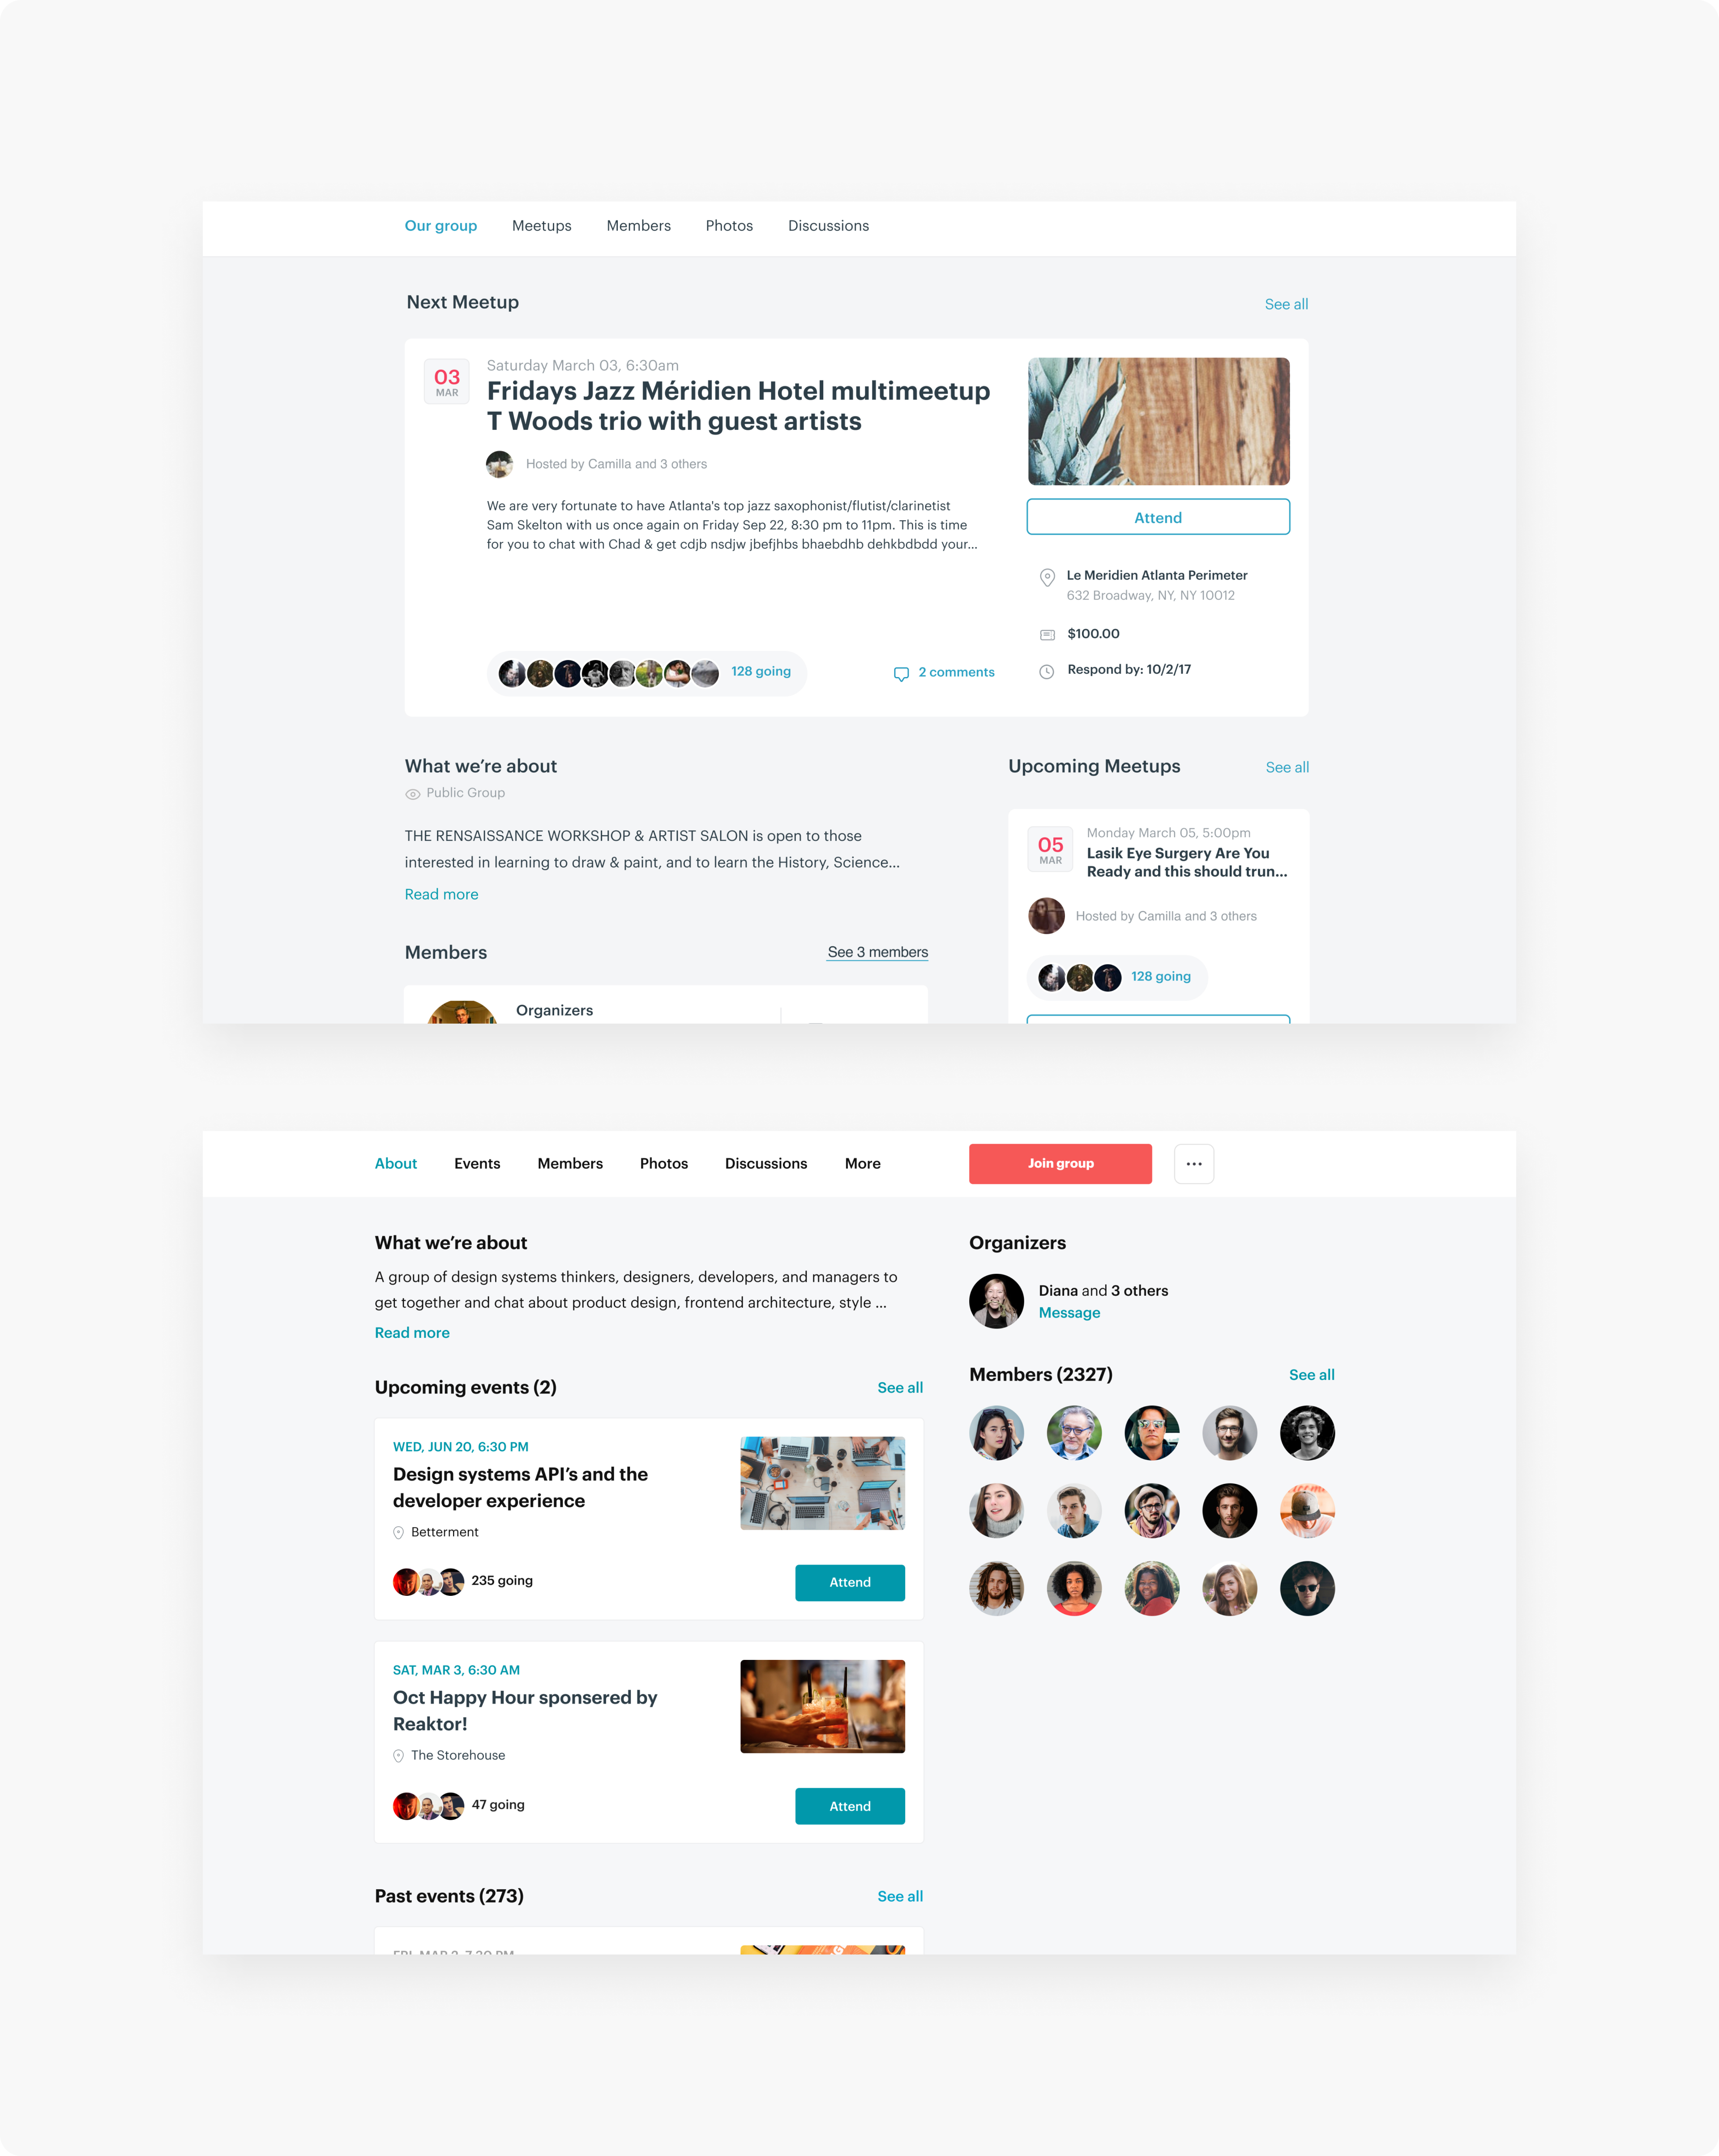 Our group Meetups Members Photos Discussions
Next Meetup
See all
03
MAR
Saturday March 03, 6:30am
Fridays Jazz Méridien Hotel multimeetup
T Woods trio with guest artists
Hosted by Camilla and 3 others
We are very fortunate to have Atlanta's top jazz saxophonist/flutist/clarinetist
Sam Skelton with us once again on Friday Sep 22, 8:30 pm to 11pm. This is time
for you to chat with Chad & get cdjb nsdjw jbefjhbs bhaebdhb dehkbdbdd your...
128 going
2 comments
Attend
Le Meridien Atlanta Perimeter
632 Broadway, NY, NY 10012
$100.00
Respond by: 10/2/17
What we’re about
Public Group
THE RENSAISSANCE WORKSHOP & ARTIST SALON is open to those
interested in learning to draw & paint, and to learn the History, Science...
Read more
Members
See 3 members
Organizers
Upcoming Meetups
See all
05
MAR
Monday March 05, 5:00pm
Lasik Eye Surgery Are You
Ready and this should trun...
Hosted by Camilla and 3 others
128 going
About Events Members Photos Discussions More
Join group
What we’re about
A group of design systems thinkers, designers, developers, and managers to
get together and chat about product design, frontend architecture, style ...
Read more
Upcoming events (2)
See all
WED, JUN 20, 6:30 PM
Design systems API’s and the
developer experience
Betterment
235 going
Attend
SAT, MAR 3, 6:30 AM
Oct Happy Hour sponsered by
Reaktor!
The Storehouse
47 going
Attend
Past events (273)
See all
FRI, MAR 2, 7:30 PM
Organizers
Diana and 3 others
Message
Members (2327)
See all